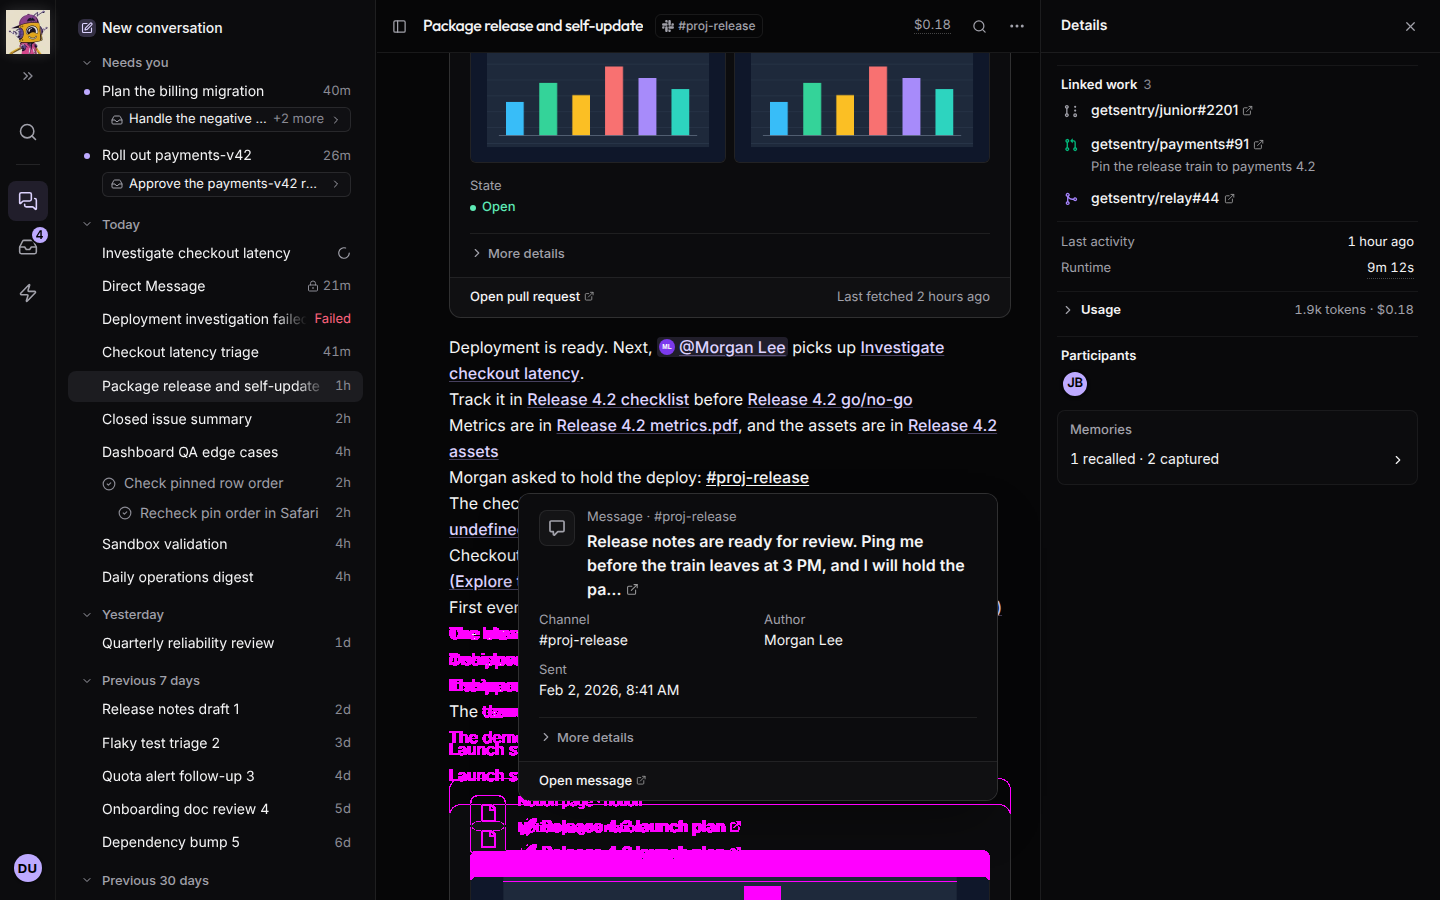 New conversation
Needs you
Plan the billing migration 40m
Handle the negative ... +2 more
Roll out payments-v42 26m
Approve the payments-v42 r...
Today
Investigate checkout latency
Direct Message 21m
Deployment investigation failed Failed
Checkout latency triage 41m
Package release and self-update 1h
Closed issue summary 2h
Dashboard QA edge cases 4h
Check pinned row order 2h
Recheck pin order in Safari 2h
Sandbox validation 4h
Daily operations digest 4h
Yesterday
Quarterly reliability review 1d
Previous 7 days
Release notes draft 1 2d
Flaky test triage 2 3d
Quota alert follow-up 3 4d
Onboarding doc review 4 5d
Dependency bump 5 6d
Previous 30 days
4
DU
Package release and self-update #proj-release $0.18
State
Open
More details
Open pull request Last fetched 2 hours ago
Deployment is ready. Next, ML @Morgan Lee picks up Investigate
checkout latency.
Track it in Release 4.2 checklist before Release 4.2 go/no-go
Metrics are in Release 4.2 metrics.pdf, and the assets are in Release 4.2
assets
Morgan asked to hold the deploy: #proj-release
The
undefine
Checkout
(Explore
First
The
The
Launch
Launch
Message · #proj-release
Release notes are ready for review. Ping me
before the train leaves at 3 PM, and I will hold the
pa...
Channel Author
#proj-release Morgan Lee
Sent
Feb 2, 2026, 8:41 AM
More details
Open message
Release 4.2 launch plan
Details
Linked work 3
getsentry/junior#2201
getsentry/payments#91
Pin the release train to payments 4.2
getsentry/relay#44
Last activity 1 hour ago
Runtime 9m 12s
Usage 1.9k tokens · $0.18
Participants
JB
Memories
1 recalled · 2 captured